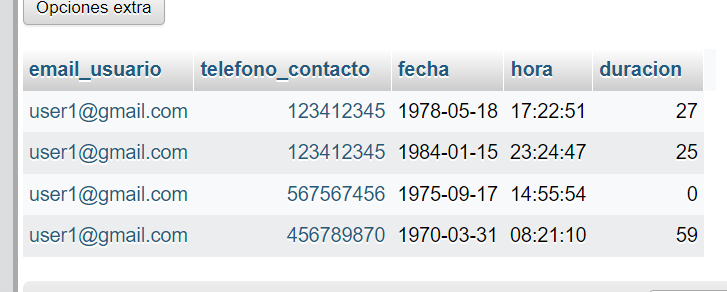 Opciones extra
email_usuario telefono_contacto fecha hora duracion
user1@gmail.com 123412345 1978-05-18 17:22:51 27
user1@gmail.com 123412345 1984-01-15 23:24:47 25
user1@gmail.com 567567456 1975-09-17 14:55:54 0
user1@gmail.com 456789870 1970-03-31 08:21:10 59